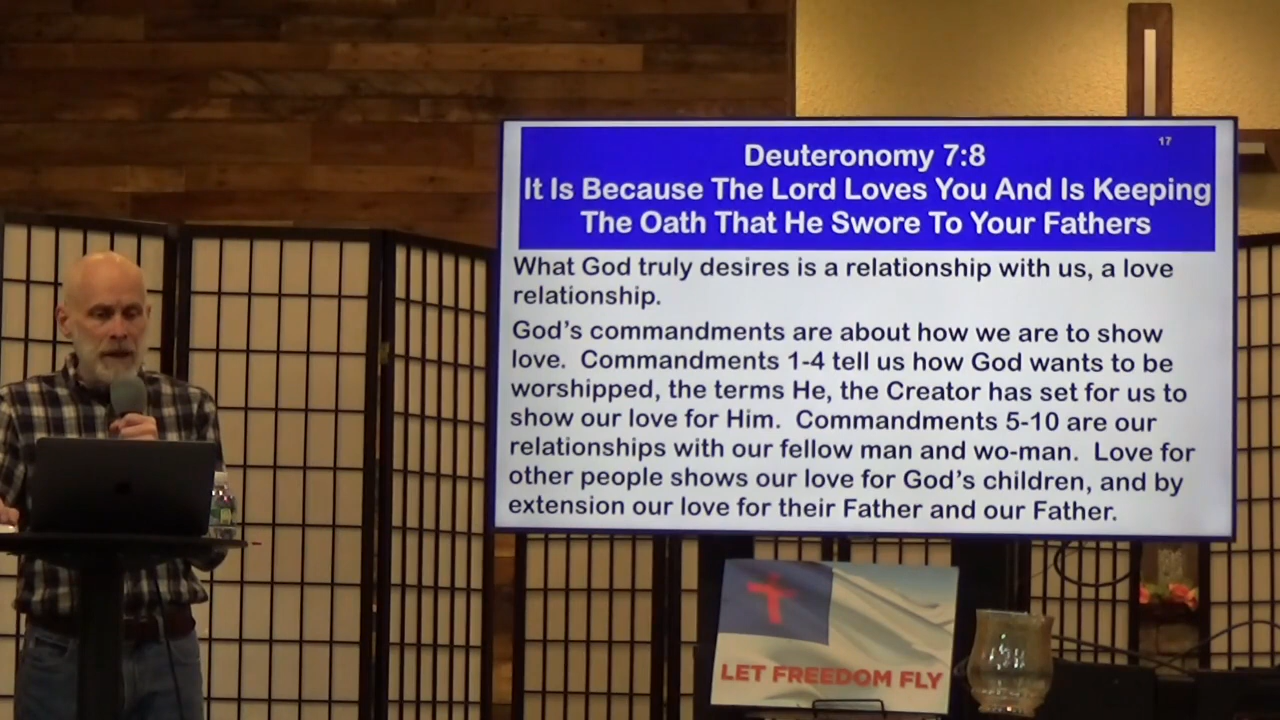 17
Deuteronomy 7:8
It Is Because The Lord Loves You And Is Keeping
The Oath That He Swore To Your Fathers
What God truly desires is a relationship with us, a love
relationship.
God's commandments are about how we are to show
love.  Commandments 1-4 tell us how God wants to be
worshipped, the terms He, the Creator has set for us to
show our love for Him.  Commandments 5-10 are our
relationships with our fellow man and wo-man.  Love for
other people shows our love for God's children, and by
extension our love for their Father and our Father.
LET FREEDOM FLY